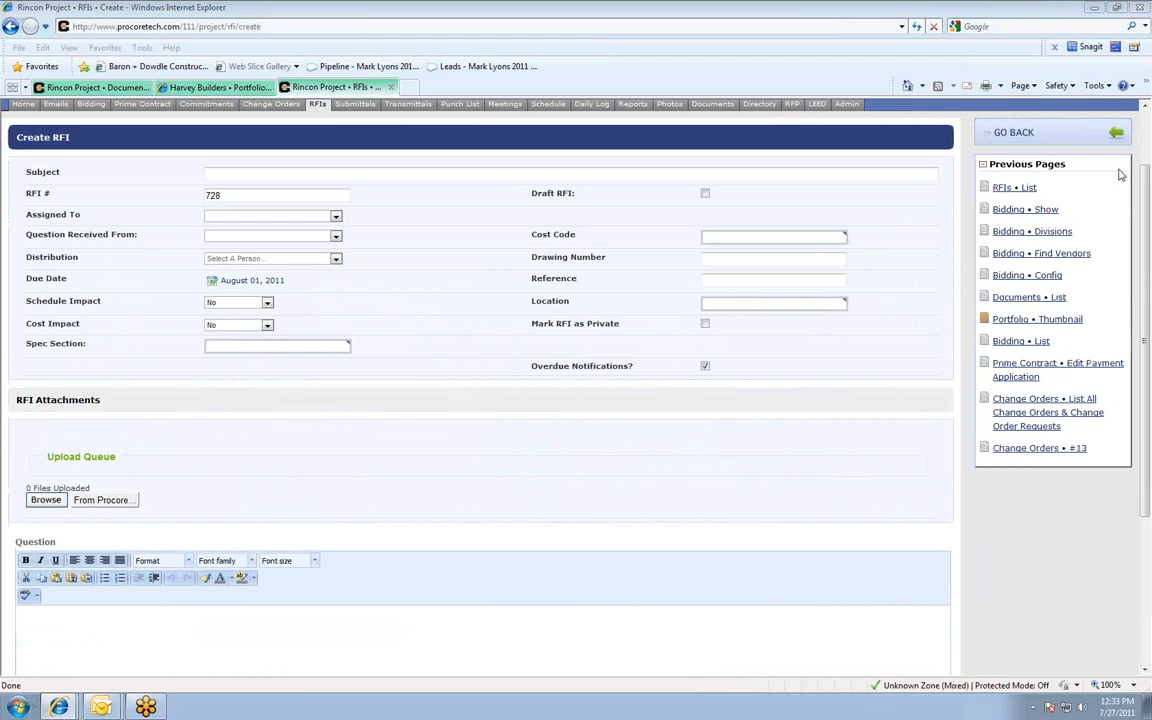 Rincon Project • RFIs • Create - Windows Internet Explorer
http://www.procoretech.com/111/project/rfi/create
Google
File Edit View Favorites Tools Help
x Snagit
Favorites Baron + Dowdle Construc... Web Slice Gallery Pipeline - Mark Lyons 201... Leads - Mark Lyons 2011 ...
Rincon Project • Documen... Harvey Builders • Portfolio... Rincon Project • RFIs • ... Page Safety Tools
Home Emails Bidding Prime Contract Commitments Change Orders RFIs Submittals Transmittals Punch List Meetings Schedule Daily Log Reports Photos Documents Directory RFP LEED Admin
Create RFI
Subject
RFI # 728 Draft RFI:
Assigned To
Question Received From: Cost Code
Distribution Select A Person... Drawing Number
Due Date August 01, 2011 Reference
Schedule Impact No Location
Cost Impact No Mark RFI as Private
Spec Section:
Overdue Notifications?
RFI Attachments
Upload Queue
0 Files Uploaded
Browse From Procore...
Question
B I U Format Font family Font size
A ab
ABC
GO BACK
Previous Pages
RFIs • List
Bidding • Show
Bidding • Divisions
Bidding • Find Vendors
Bidding • Config
Documents • List
Portfolio • Thumbnail
Bidding • List
Prime Contract • Edit Payment
Application
Change Orders • List All
Change Orders & Change
Order Requests
Change Orders • #13
Done Unknown Zone (Mixed) | Protected Mode: Off 100%
12:33 PM
7/27/2011